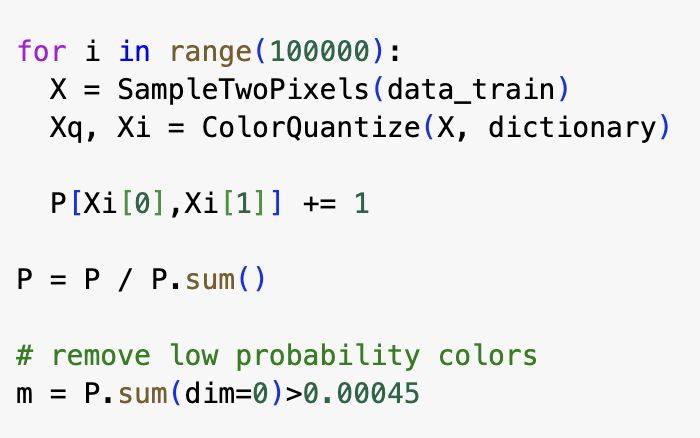 for i in range(100000):
  X = SampleTwoPixels(data_train)
  Xq, Xi = ColorQuantize(X, dictionary)

  P[Xi[0],Xi[1]] += 1

P = P / P.sum()

# remove low probability colors
m = P.sum(dim=0)>0.00045